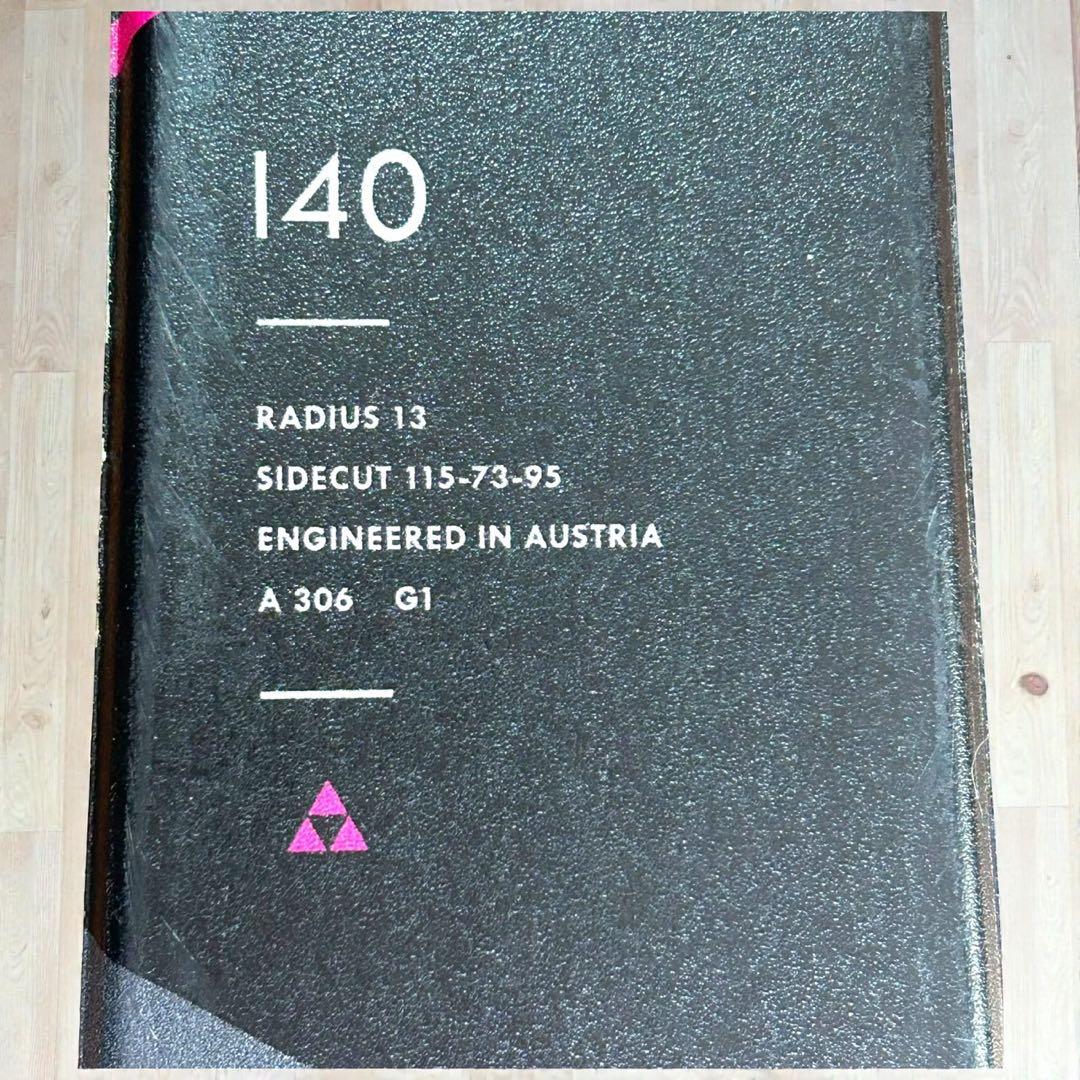 140
RADIUS 13
SIDECUT 115-73-95
ENGINEERED IN AUSTRIA
A 306 G1